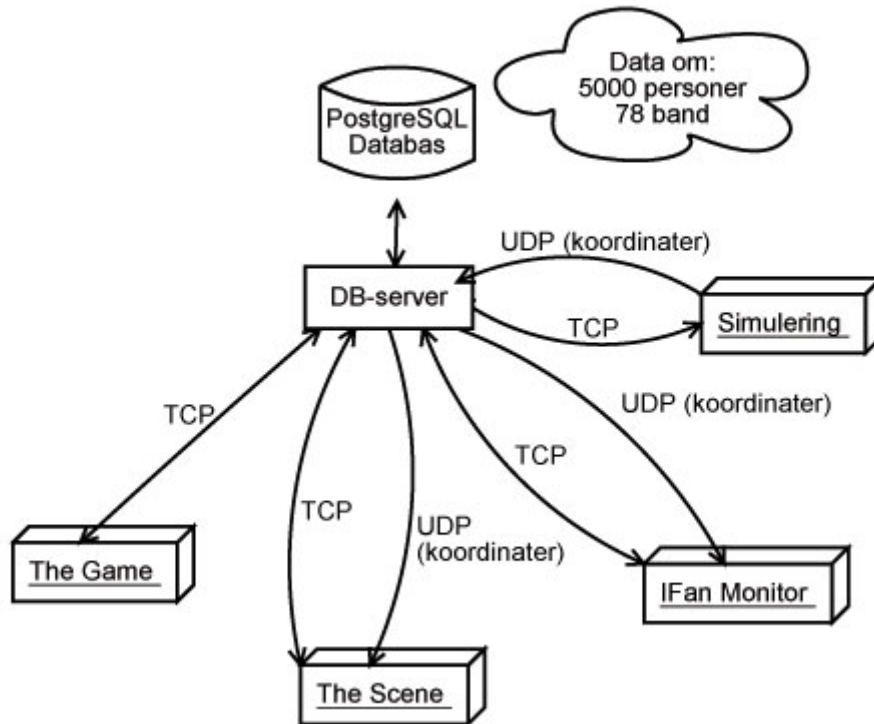 Data om:
5000 personer
78 band
PostgreSQL
Databas
UDP (koordinater)
DB-server
TCP
Simulering
UDP (koordinater)
TCP
TCP
TCP
UDP
(koordinater)
The Game
IFan Monitor
The Scene